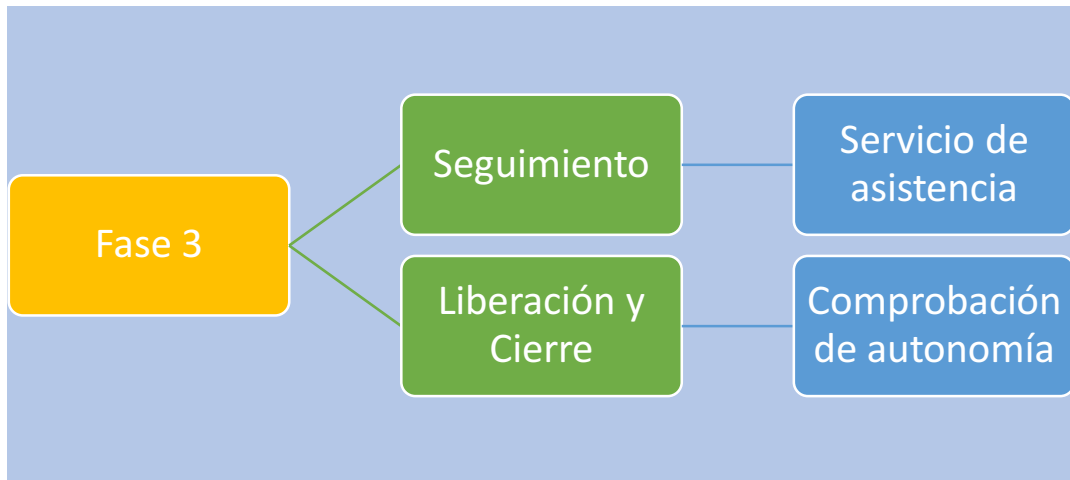 Fase 3
Seguimiento
Servicio de
asistencia
Liberación y
Cierre
Comprobación
de autonomía